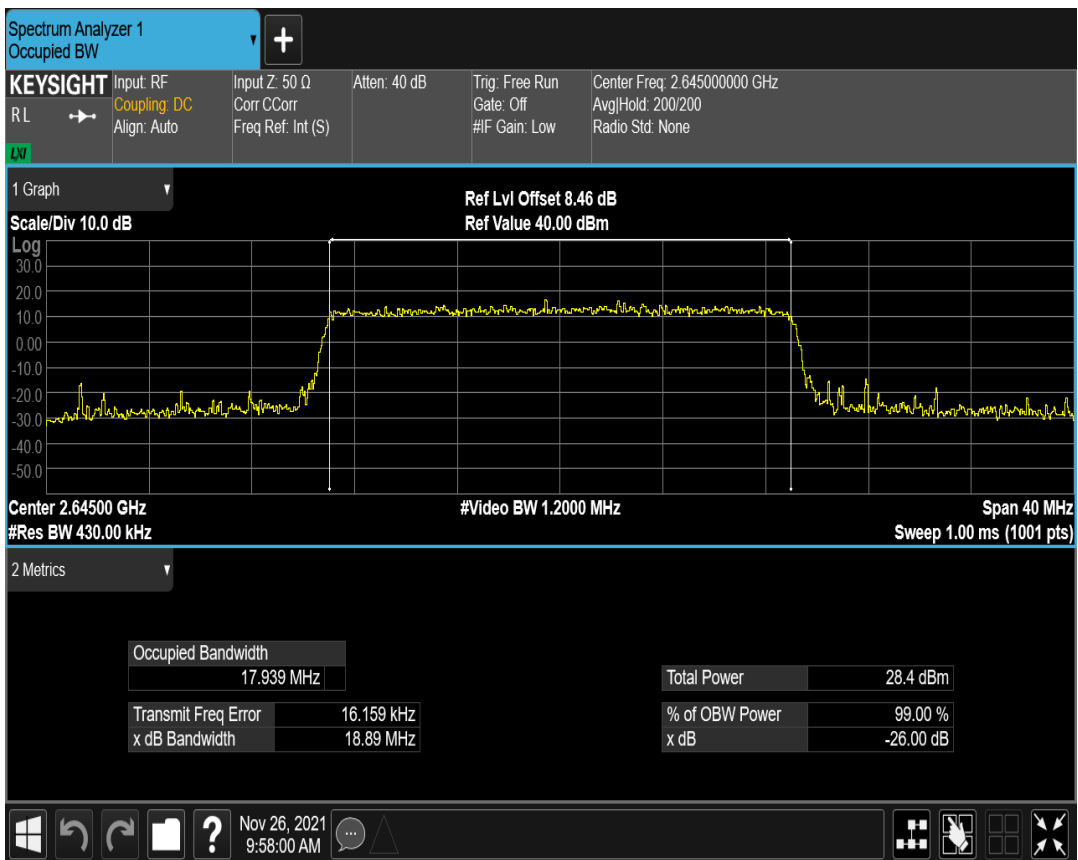 Spectrum Analyzer 1
Occupied BW
KEYSIGHT
R L
LXI
Input: RF
Coupling: DC
Align: Auto
Input Z: 50 Ω
Corr CCorr
Freq Ref: Int (S)
Atten: 40 dB
Trig: Free Run
Gate: Off
#IF Gain: Low
Center Freq: 2.645000000 GHz
Avg|Hold: 200/200
Radio Std: None
1 Graph
Scale/Div 10.0 dB
Ref Lvl Offset 8.46 dB
Ref Value 40.00 dBm
Log
30.0
20.0
10.0
0.00
-10.0
-20.0
-30.0
-40.0
-50.0
Center 2.64500 GHz
#Video BW 1.2000 MHz
Span 40 MHz
#Res BW 430.00 kHz
Sweep 1.00 ms (1001 pts)
2 Metrics
Occupied Bandwidth
17.939 MHz
Total Power 28.4 dBm
Transmit Freq Error 16.159 kHz
% of OBW Power 99.00 %
x dB Bandwidth 18.89 MHz
x dB -26.00 dB
Nov 26, 2021
9:58:00 AM